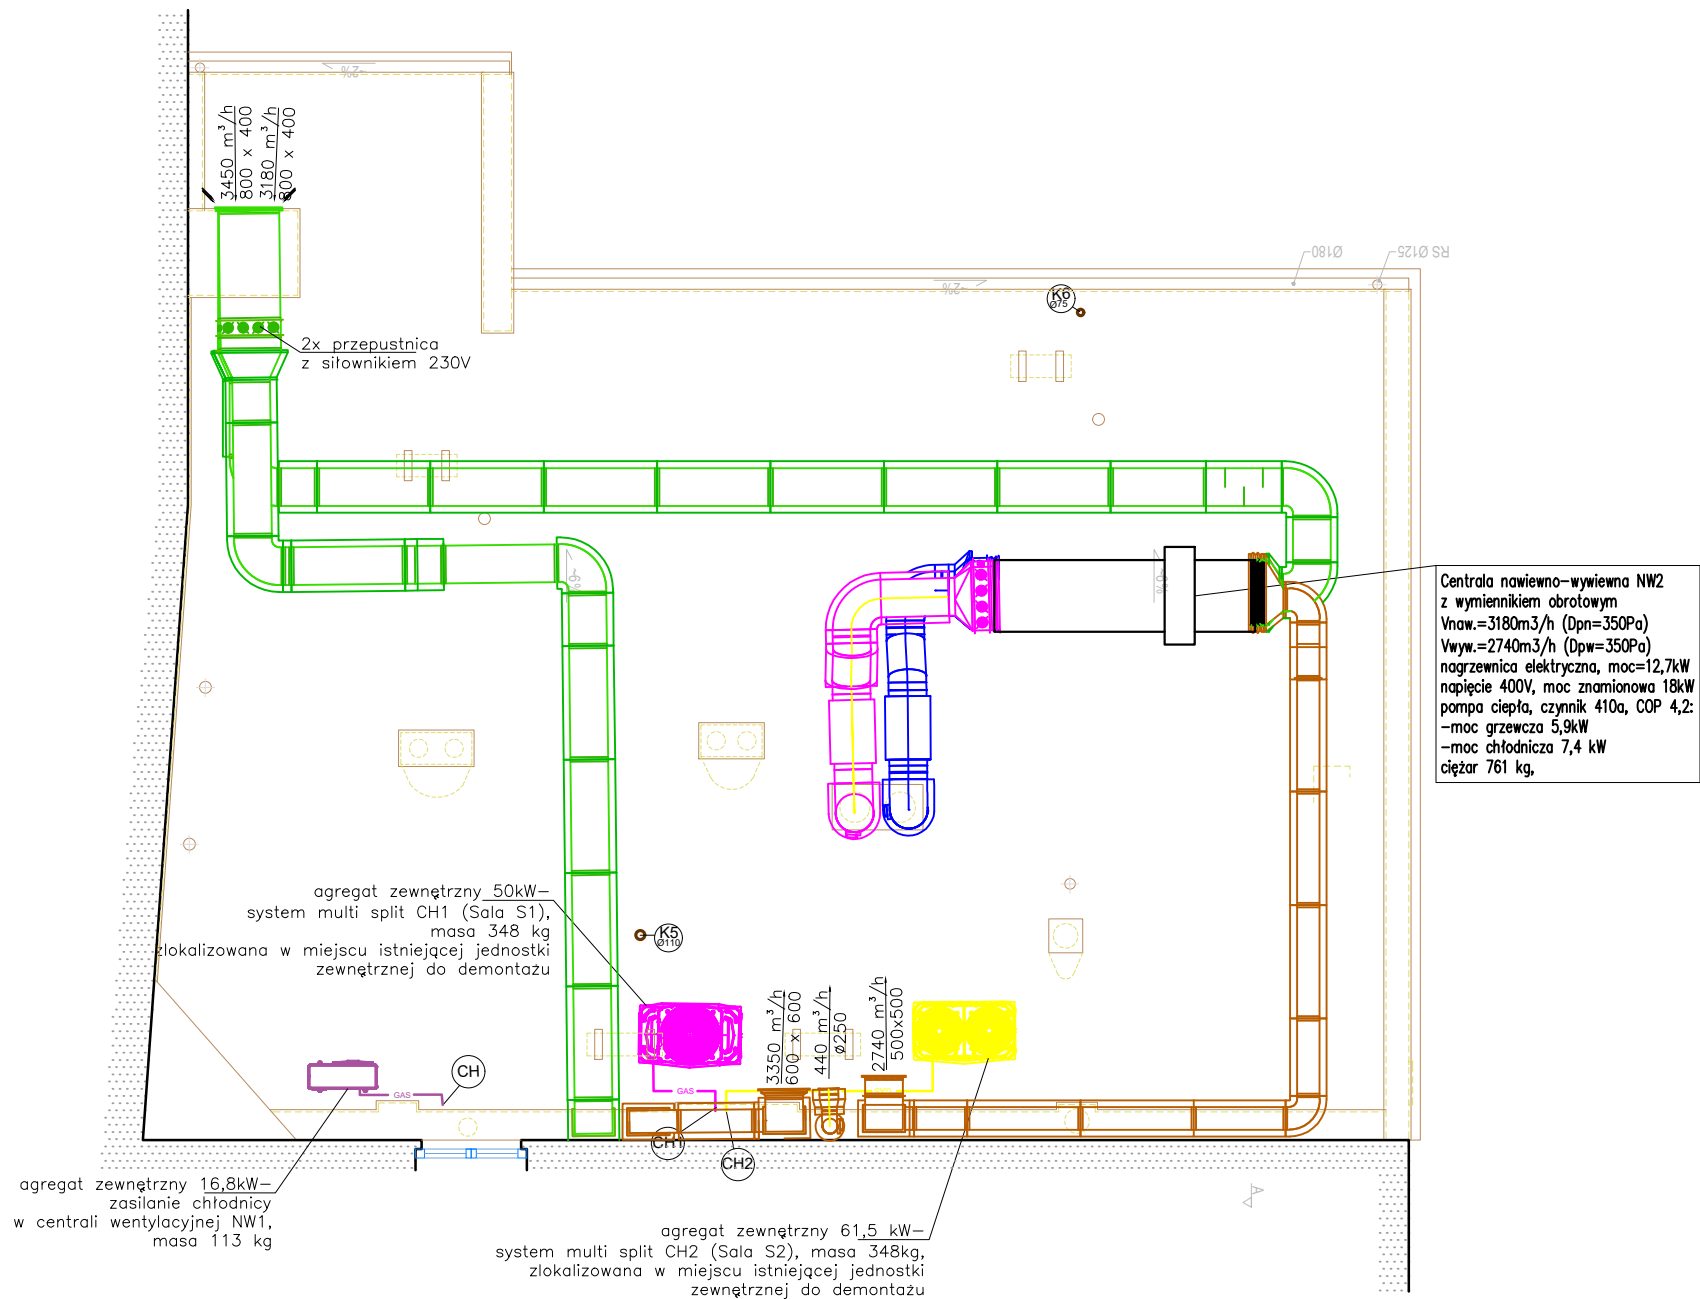 ~2%
3450 m³/h
800 x 400
3180 m³/h
800 x 400
2x przepustnica
z siłownikiem 230V
~2%
Ø180
RS Ø125
K6
Ø75
~6%
~6%
Centrala nawiewno-wywiewna NW2
z wymiennikiem obrotowym
Vnaw.=3180m3/h (Dpn=350Pa)
Vwyw.=2740m3/h (Dpw=350Pa)
nagrzewnica elektryczna, moc=12,7kW
napięcie 400V, moc znamionowa 18kW
pompa ciepła, czynnik 410a, COP 4,2:
-moc grzewcza 5,9kW
-moc chłodnicza 7,4 kW
ciężar 761 kg,
agregat zewnętrzny 50kW-
system multi split CH1 (Sala S1),
masa 348 kg
zlokalizowana w miejscu istniejącej jednostki
zewnętrznej do demontażu
K5
Ø110
3350 m³/h
600 x 600
440 m³/h
Ø250
2740 m³/h
500x500
GAS
CH
GAS
CH1
CH2
agregat zewnętrzny 16,8kW-
zasilanie chłodnicy
w centrali wentylacyjnej NW1,
masa 113 kg
A
agregat zewnętrzny 61,5 kW-
system multi split CH2 (Sala S2), masa 348kg,
zlokalizowana w miejscu istniejącej jednostki
zewnętrznej do demontażu